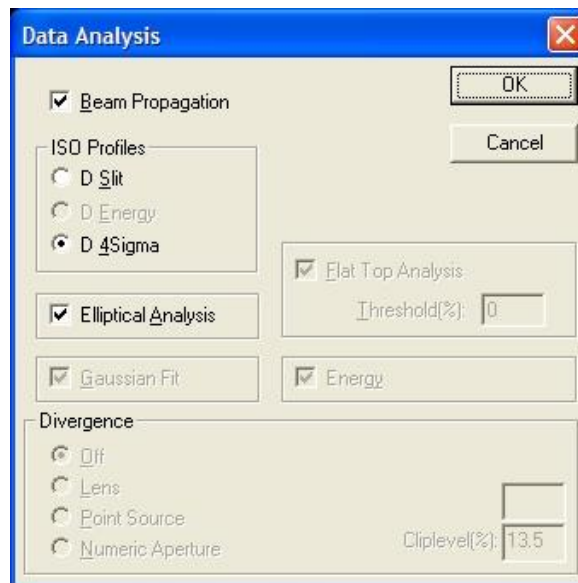 Data Analysis
Beam Propagation
OK
Cancel
ISO Profiles
D Slit
D Energy
D 4Sigma
Flat Top Analysis
Threshold(%): 0
Elliptical Analysis
Gaussian Fit
Energy
Divergence
Off
Lens
Point Source
Numeric Aperture
Cliplevel(%): 13.5